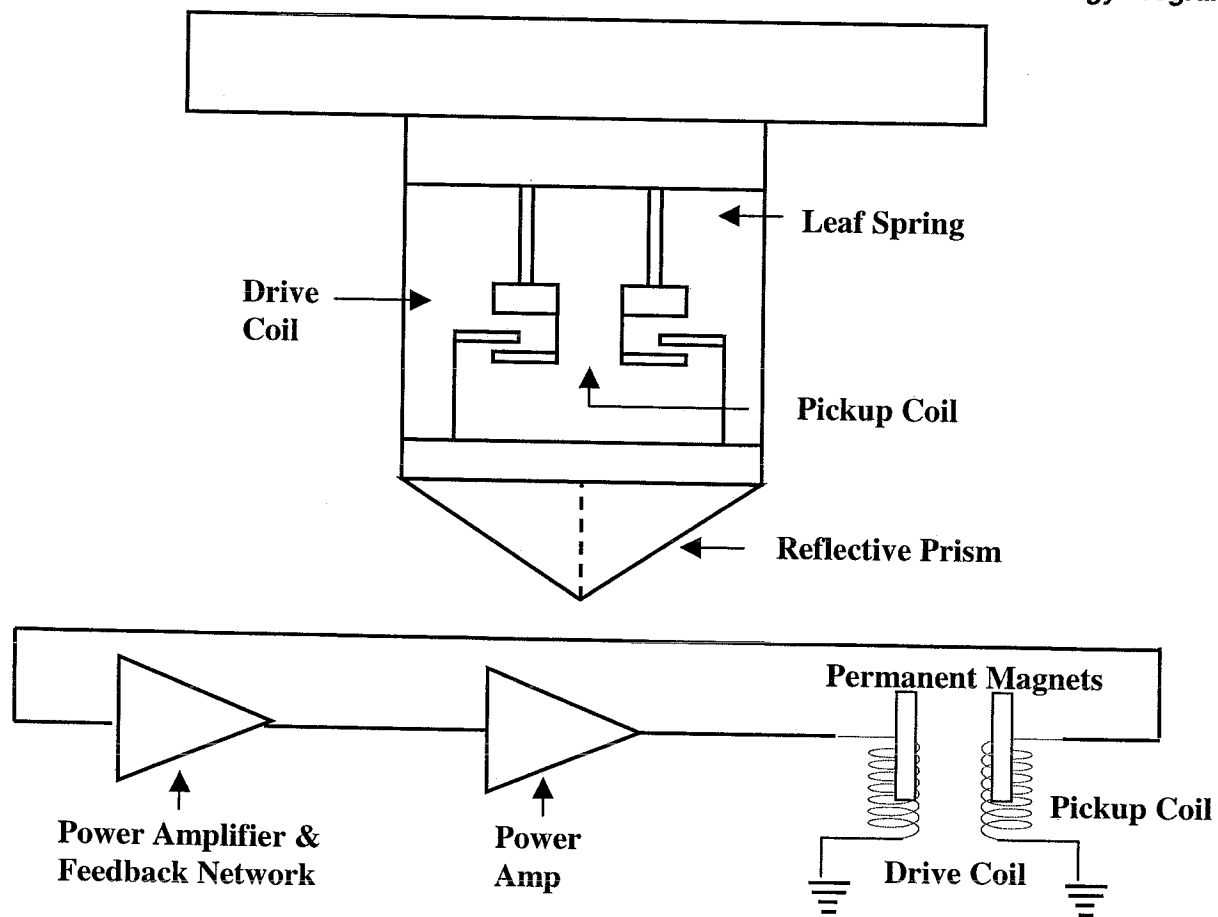 Leaf Spring
Drive
Coil
Pickup Coil
Reflective Prism
Permanent Magnets
Power Amplifier &
Feedback Network
Power
Amp
Pickup Coil
Drive Coil